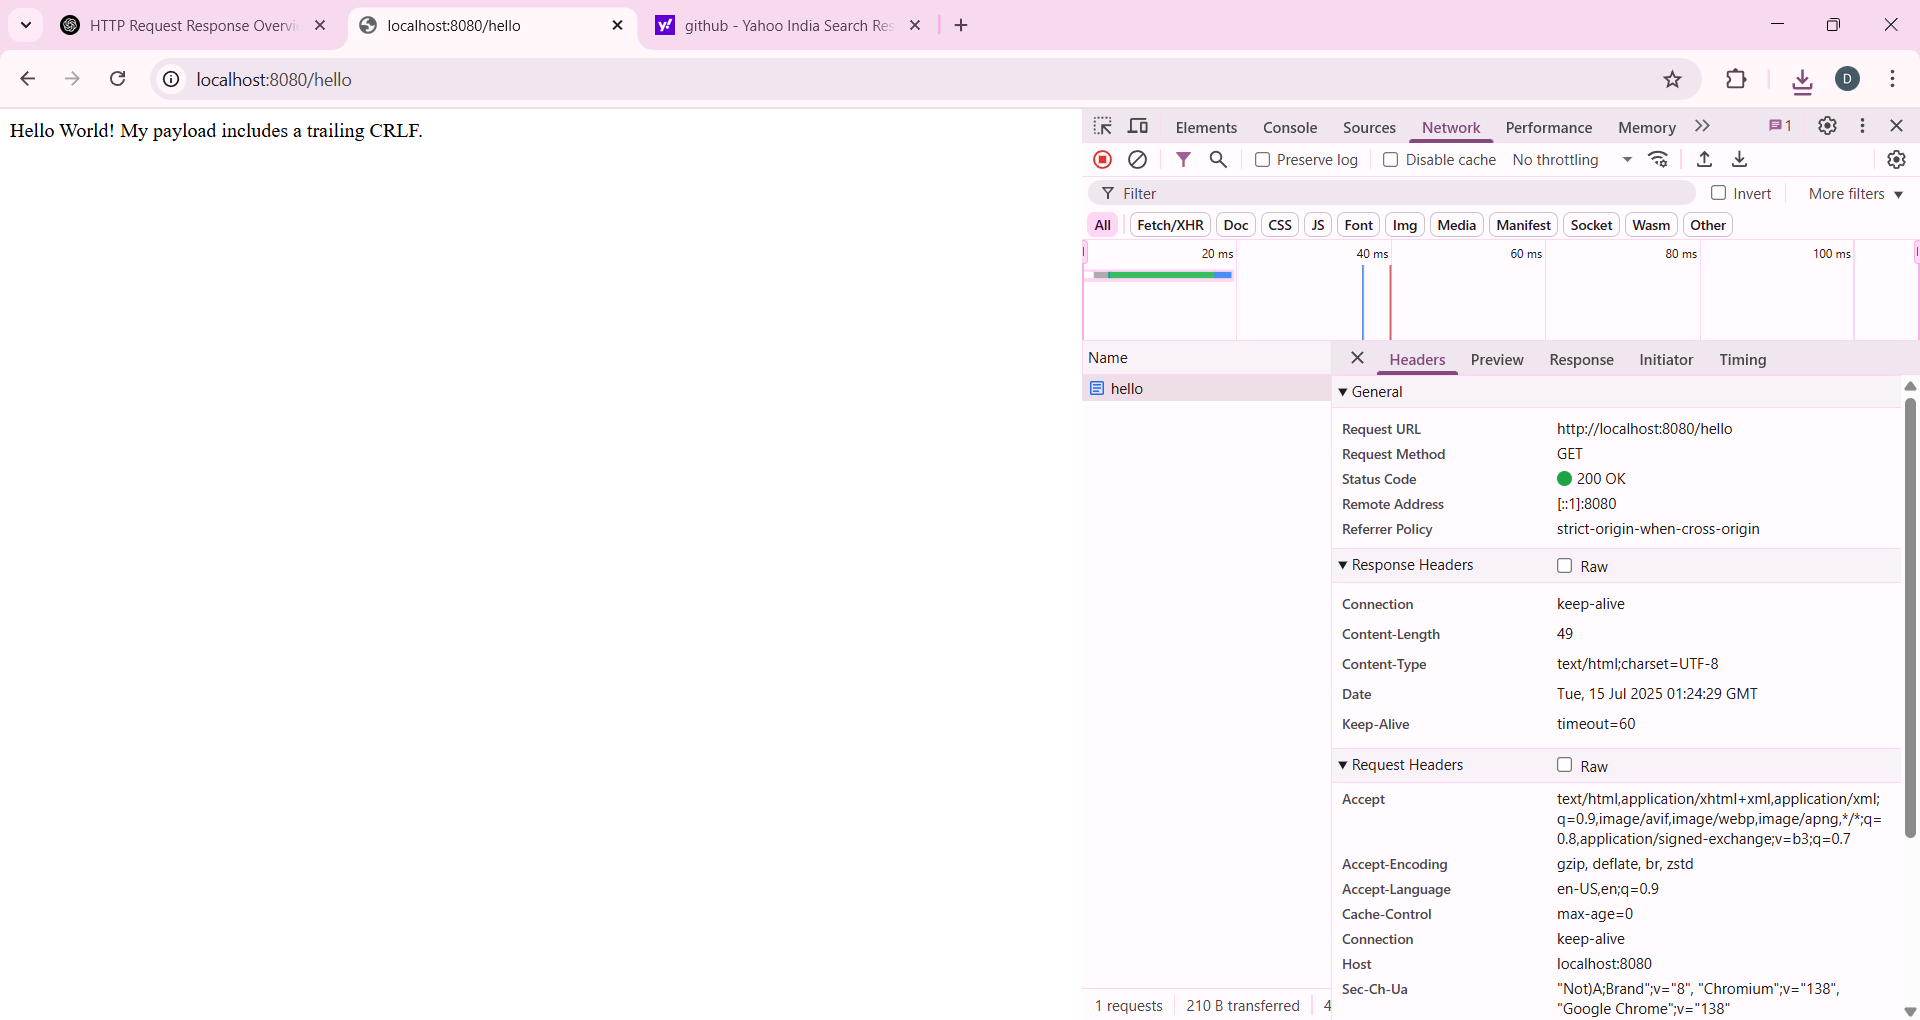 HTTP Request Response Overvi
localhost:8080/hello
github - Yahoo India Search Res
localhost:8080/hello
D
Hello World! My payload includes a trailing CRLF.
Elements Console Sources Network Performance Memory 1
Preserve log Disable cache No throttling
Filter Invert More filters
All Fetch/XHR Doc CSS JS Font Img Media Manifest Socket Wasm Other
20 ms 40 ms 60 ms 80 ms 100 ms
Name
hello
1 requests 210 B transferred 4
Headers Preview Response Initiator Timing
General
Request URL http://localhost:8080/hello
Request Method GET
Status Code 200 OK
Remote Address [::1]:8080
Referrer Policy strict-origin-when-cross-origin
Response Headers Raw
Connection keep-alive
Content-Length 49
Content-Type text/html;charset=UTF-8
Date Tue, 15 Jul 2025 01:24:29 GMT
Keep-Alive timeout=60
Request Headers Raw
Accept text/html,application/xhtml+xml,application/xml;
q=0.9,image/avif,image/webp,image/apng,*/*;q=
0.8,application/signed-exchange;v=b3;q=0.7
Accept-Encoding gzip, deflate, br, zstd
Accept-Language en-US,en;q=0.9
Cache-Control max-age=0
Connection keep-alive
Host localhost:8080
Sec-Ch-Ua "Not)A;Brand";v="8", "Chromium";v="138",
"Google Chrome";v="138"